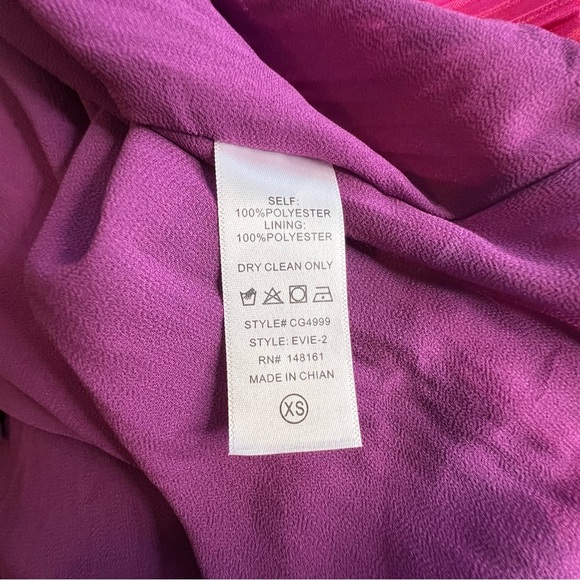 SELF:
100%POLYESTER
LINING:
100%POLYESTER
DRY CLEAN ONLY
STYLE# CG4999
STYLE: EVIE-2
RN# 148161
MADE IN CHIAN
XS